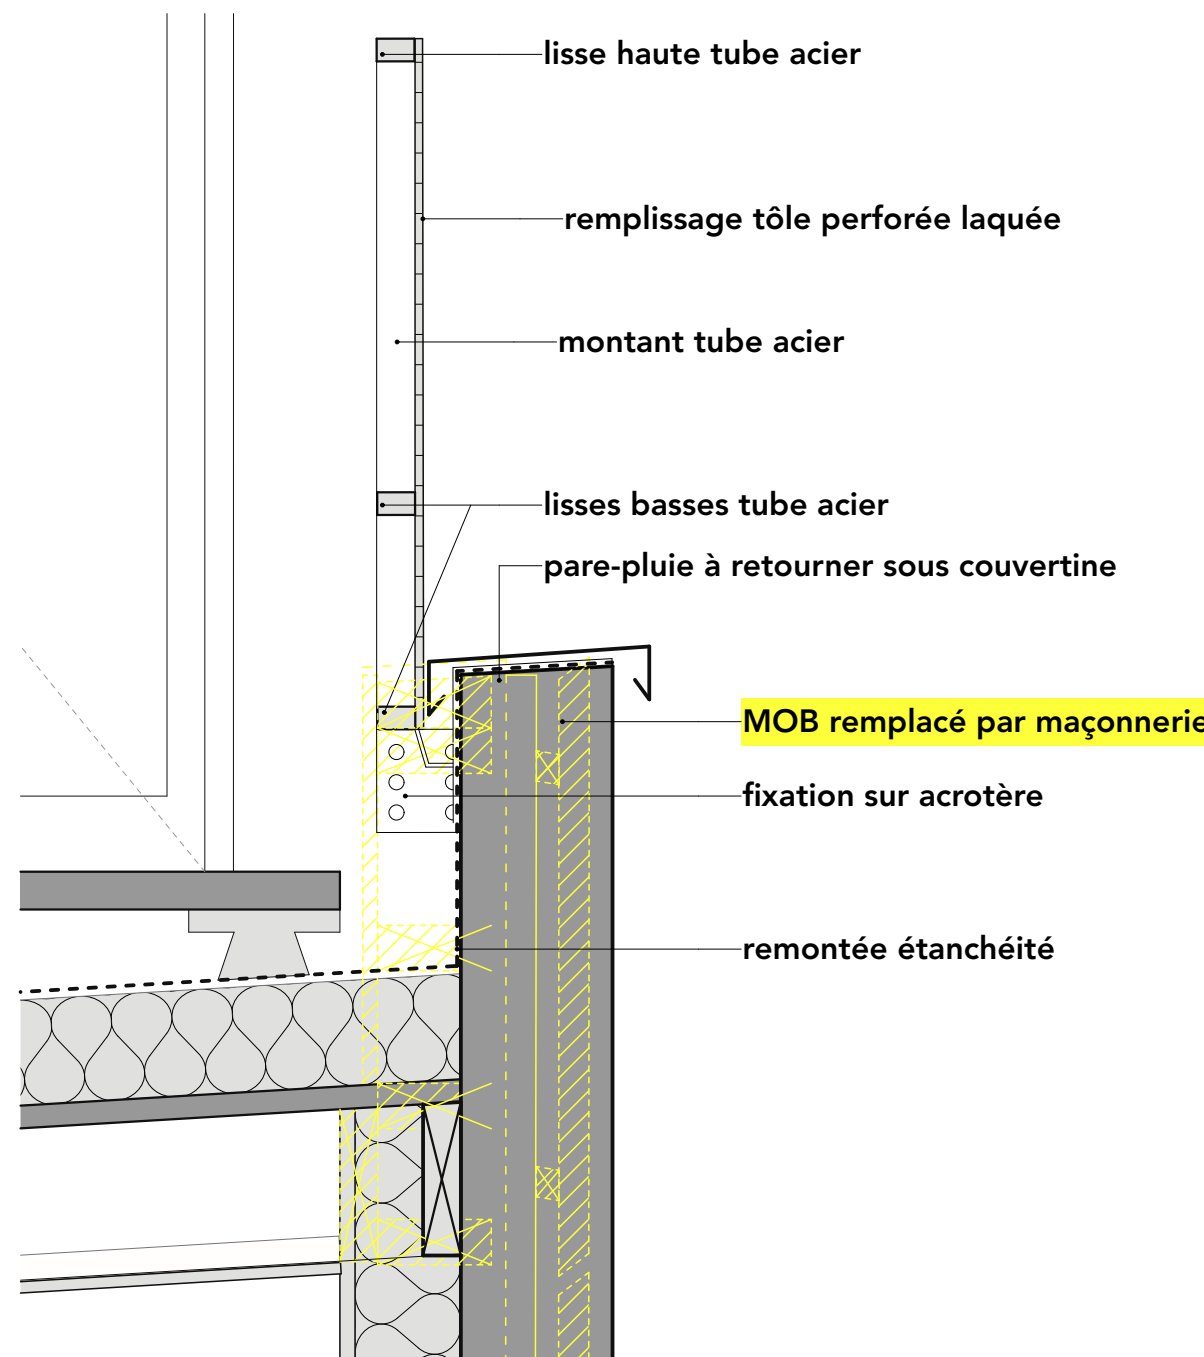 lisse haute tube acier
remplissage tôle perforée laquée
montant tube acier
lisses basses tube acier
pare-pluie à retourner sous couvertine
MOB remplacé par maçonnerie
fixation sur acrotère
remontée étanchéité